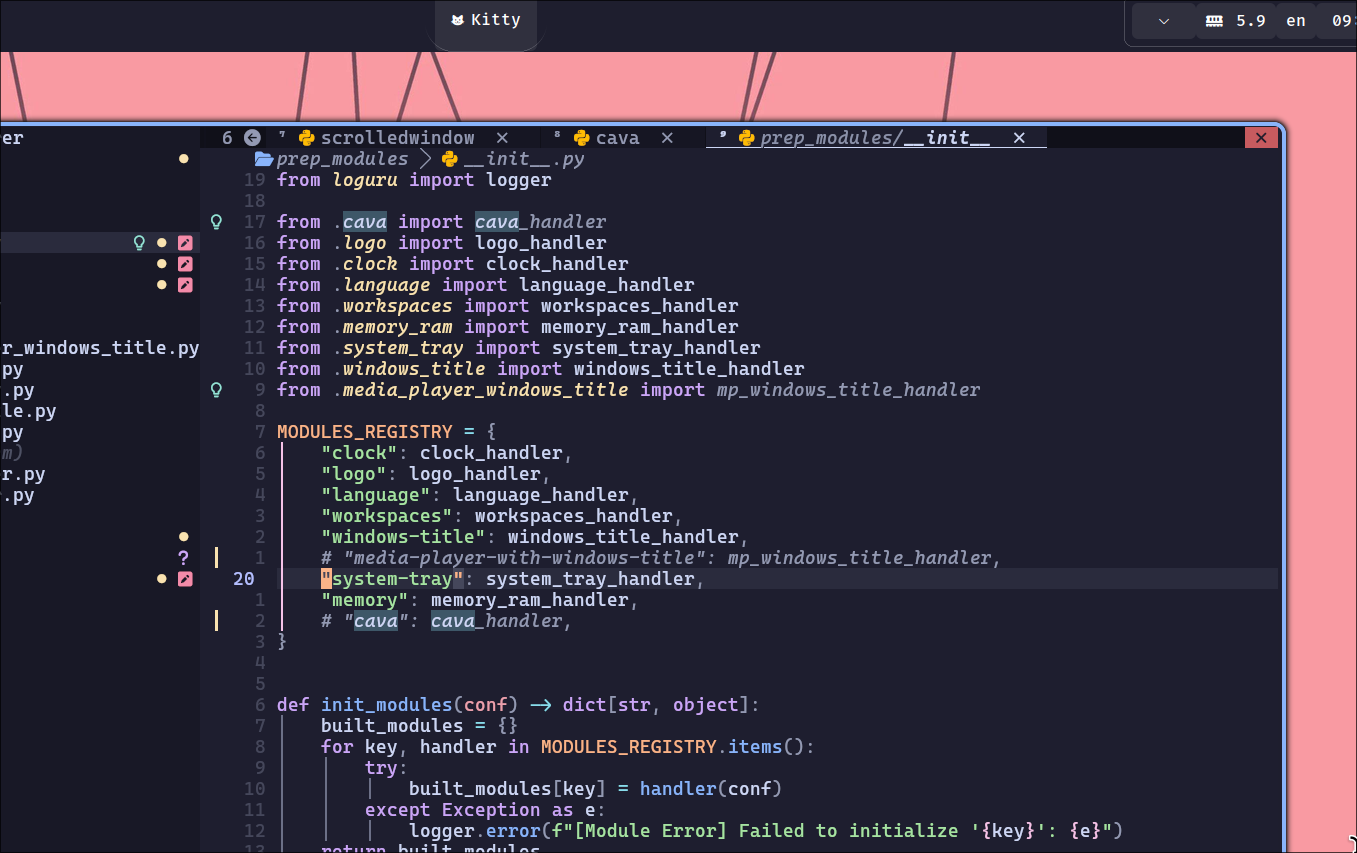 Kitty
5.9 en 09:
er
6 7 scrolledwindow × 8 cava × 9 prep_modules/__init__ × ×
prep_modules > __init__.py
19 from loguru import logger
18
17 from .cava import cava_handler
16 from .logo import logo_handler
15 from .clock import clock_handler
14 from .language import language_handler
13 from .workspaces import workspaces_handler
12 from .memory_ram import memory_ram_handler
r_windows_title.py
11 from .system_tray import system_tray_handler
py
10 from .windows_title import windows_title_handler
.py
9 from .media_player_windows_title import mp_windows_title_handler
le.py
8
py
7 MODULES_REGISTRY = {
m)
6 "clock": clock_handler,
r.py
5 "logo": logo_handler,
.py
4 "language": language_handler,
3 "workspaces": workspaces_handler,
2 "windows-title": windows_title_handler,
?
1 # "media-player-with-windows-title": mp_windows_title_handler,
20 "system-tray": system_tray_handler,
1 "memory": memory_ram_handler,
2 # "cava": cava_handler,
3 }
4
5
6 def init_modules(conf) -> dict[str, object]:
7 built_modules = {}
8 for key, handler in MODULES_REGISTRY.items():
9 try:
10 built_modules[key] = handler(conf)
11 except Exception as e:
12 logger.error(f"[Module Error] Failed to initialize '{key}': {e}")
13 return built_modules